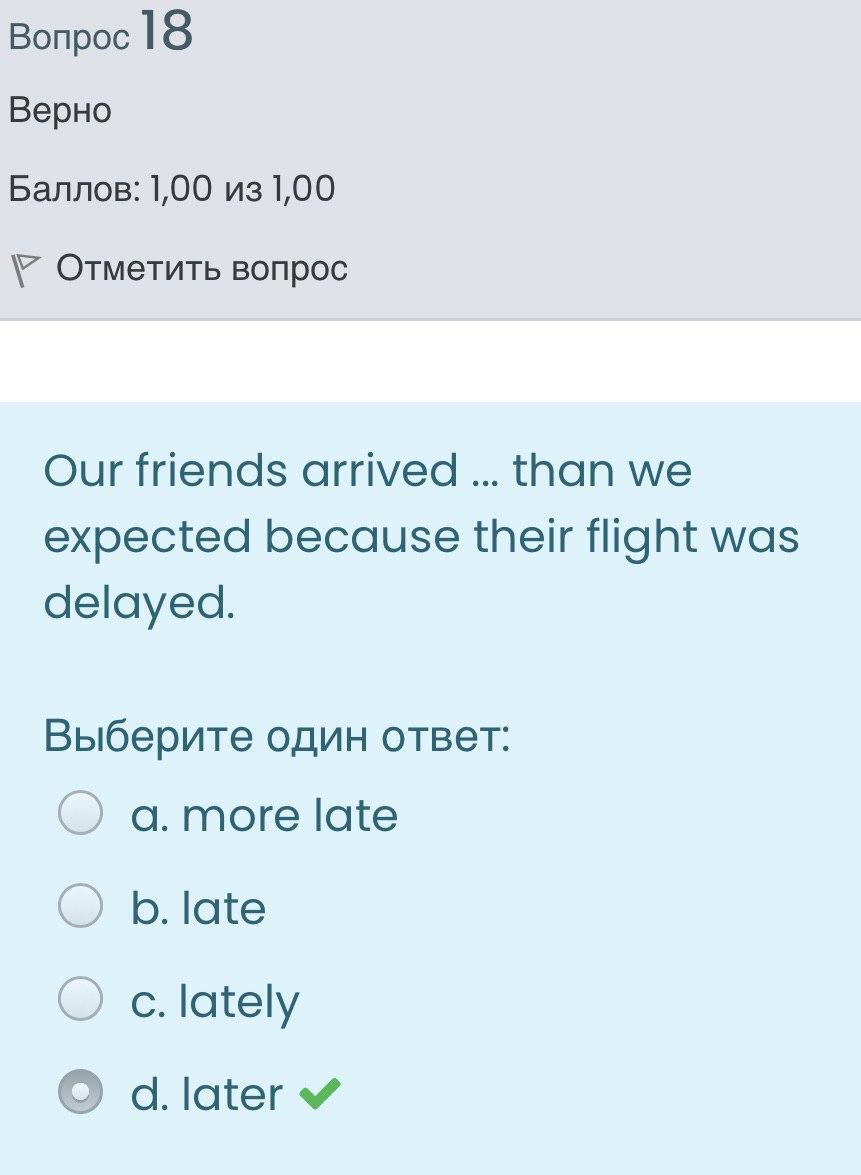 Вопрос 18
Верно
Баллов: 1,00 из 1,00
Отметить вопрос
Our friends arrived ... than we
expected because their flight was
delayed.
Выберите один ответ:
a. more late
b. late
c. lately
d. later